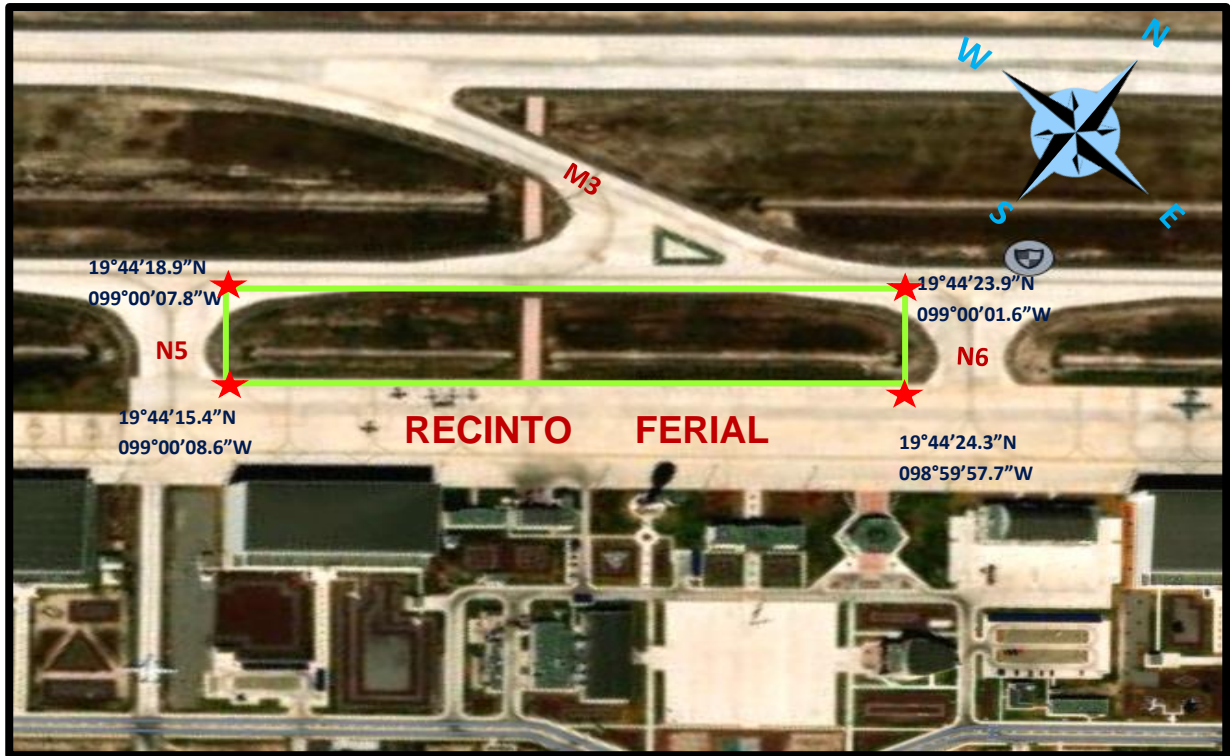 N
W
M3
S
E
19°44’18.9”N
099°00’07.8”W
19°44’23.9”N
099°00’01.6”W
N5
N6
19°44’15.4”N
099°00’08.6”W
RECINTO FERIAL
19°44’24.3”N
098°59’57.7”W